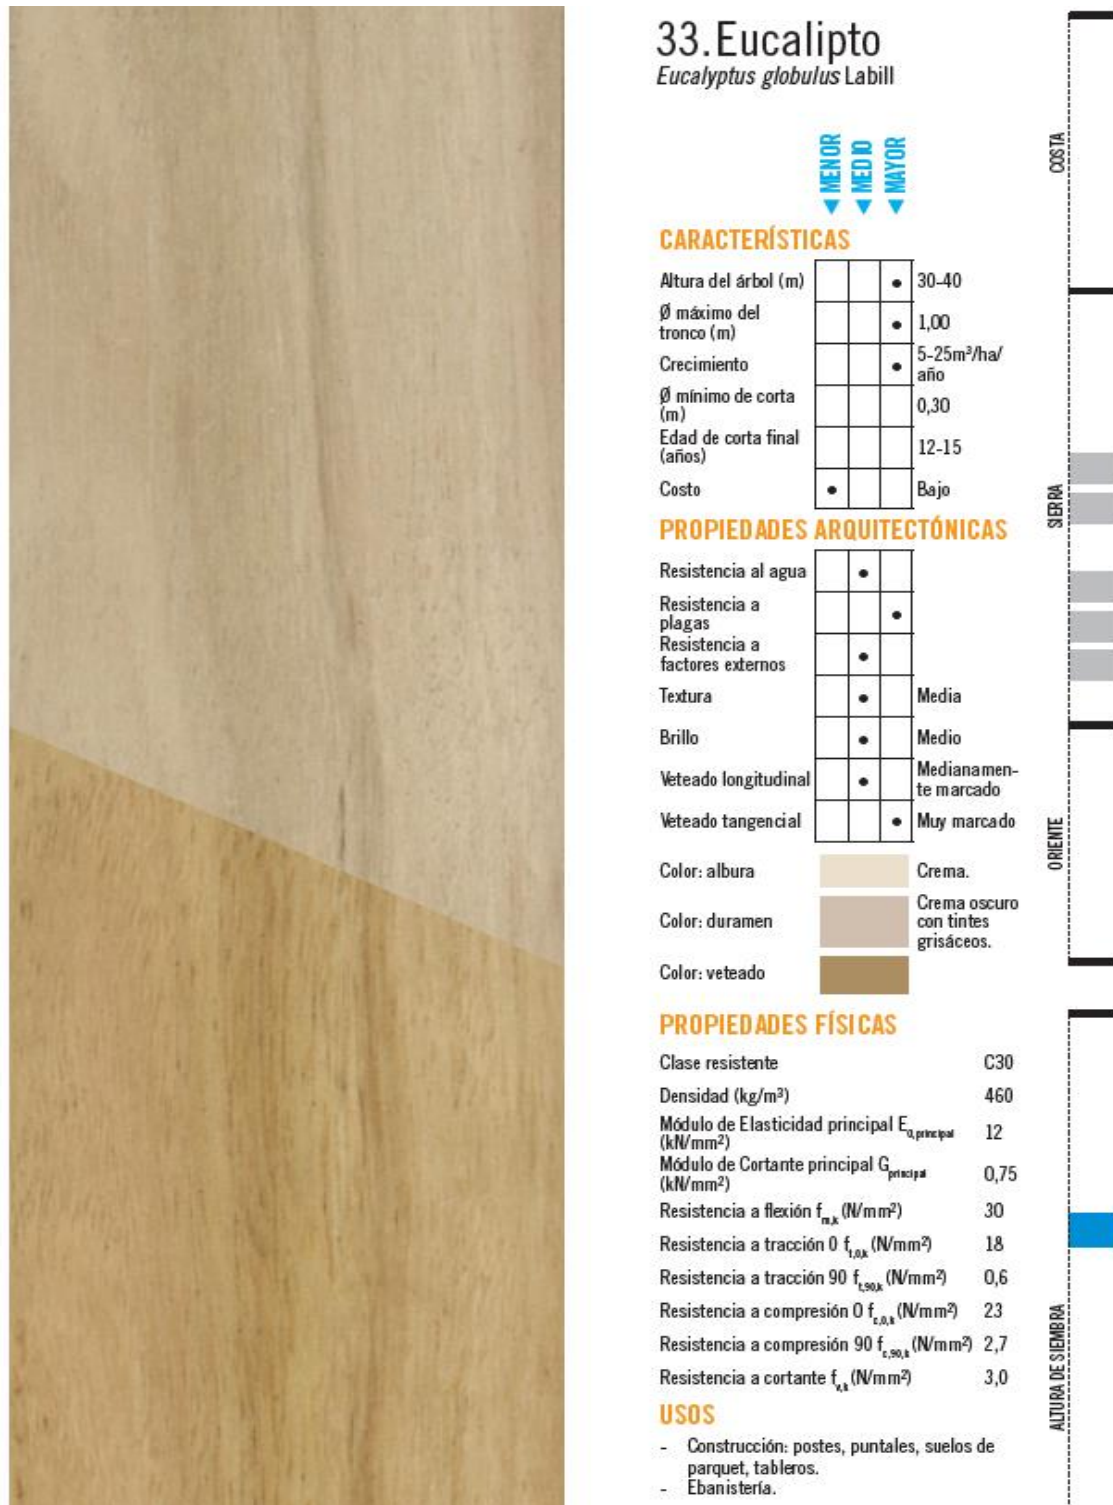 33.Eucalipto
Eucalyptus globulus Labill
MENOR
MEDIO
MAYOR
CARACTERÍSTICAS
Altura del árbol (m) 30-40
Ø máximo del
tronco (m) 1,00
Crecimiento 5-25m³/ha/
año
Ø mínimo de corta
(m) 0,30
Edad de corta final
(años) 12-15
Costo Bajo
PROPIEDADES ARQUITECTÓNICAS
Resistencia al agua
Resistencia a
plagas
Resistencia a
factores externos
Textura Media
Brillo Medio
Veteado longitudinal Medianamen-
te marcado
Veteado tangencial Muy marcado
Color: albura Crema.
Color: duramen Crema oscuro
con tintes
grisáceos.
Color: veteado
PROPIEDADES FÍSICAS
Clase resistente C30
Densidad (kg/m³) 460
Módulo de Elasticidad principal E0,principal
(kN/mm²) 12
Módulo de Cortante principal Gprincipal
(kN/mm²) 0,75
Resistencia a flexión fm,k (N/mm²) 30
Resistencia a tracción 0 ft,0,k (N/mm²) 18
Resistencia a tracción 90 ft,90,k (N/mm²) 0,6
Resistencia a compresión 0 fc,0,k (N/mm²) 23
Resistencia a compresión 90 fc,90,k (N/mm²) 2,7
Resistencia a cortante fv,k (N/mm²) 3,0
USOS
- Construcción: postes, puntales, suelos de
parquet, tableros.
- Ebanistería.
COSTA
SIERRA
ORIENTE
ALTURA DE SIEMBRA